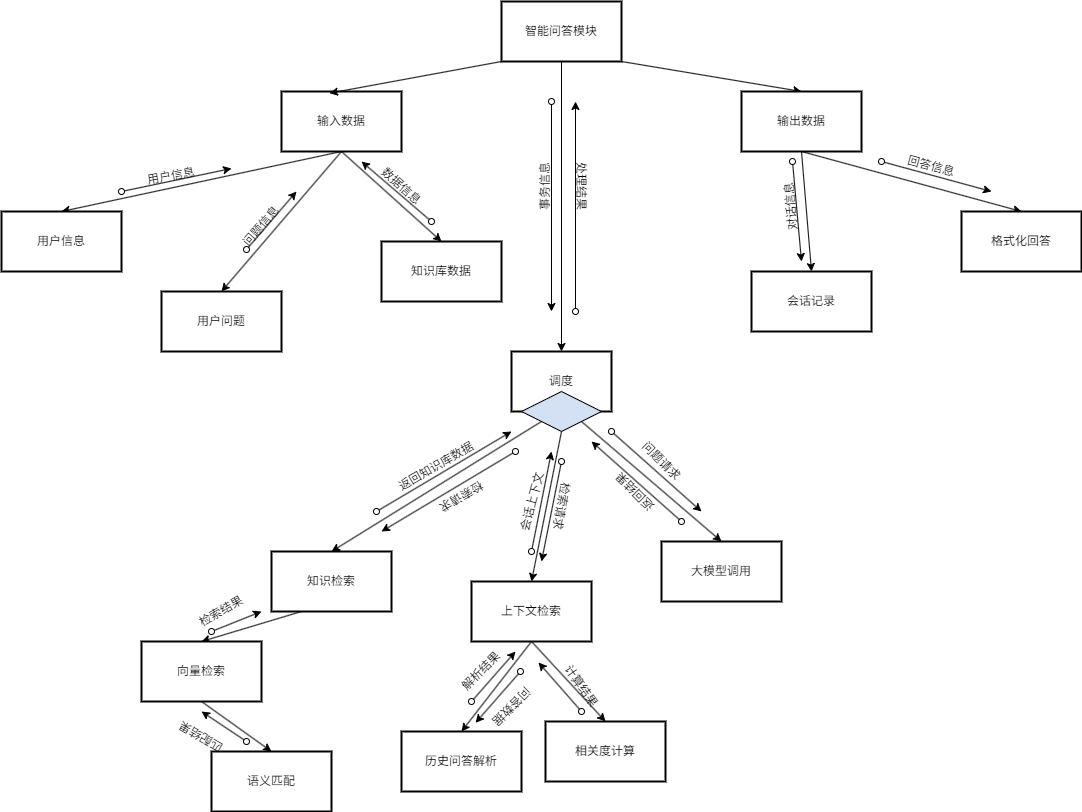 智能问答模块
输入数据
输出数据
用户信息
问题信息
数据信息
事务信息
处理结果
对话信息
回答信息
用户信息
用户问题
知识库数据
会话记录
格式化回答
调度
返回知识库数据
检索请求
会话上下文
检索请求
问题请求
返回结果
知识检索
上下文检索
大模型调用
检索结果
向量检索
匹配结果
语义匹配
解析结果
问答数据
计算结果
历史问答解析
相关度计算